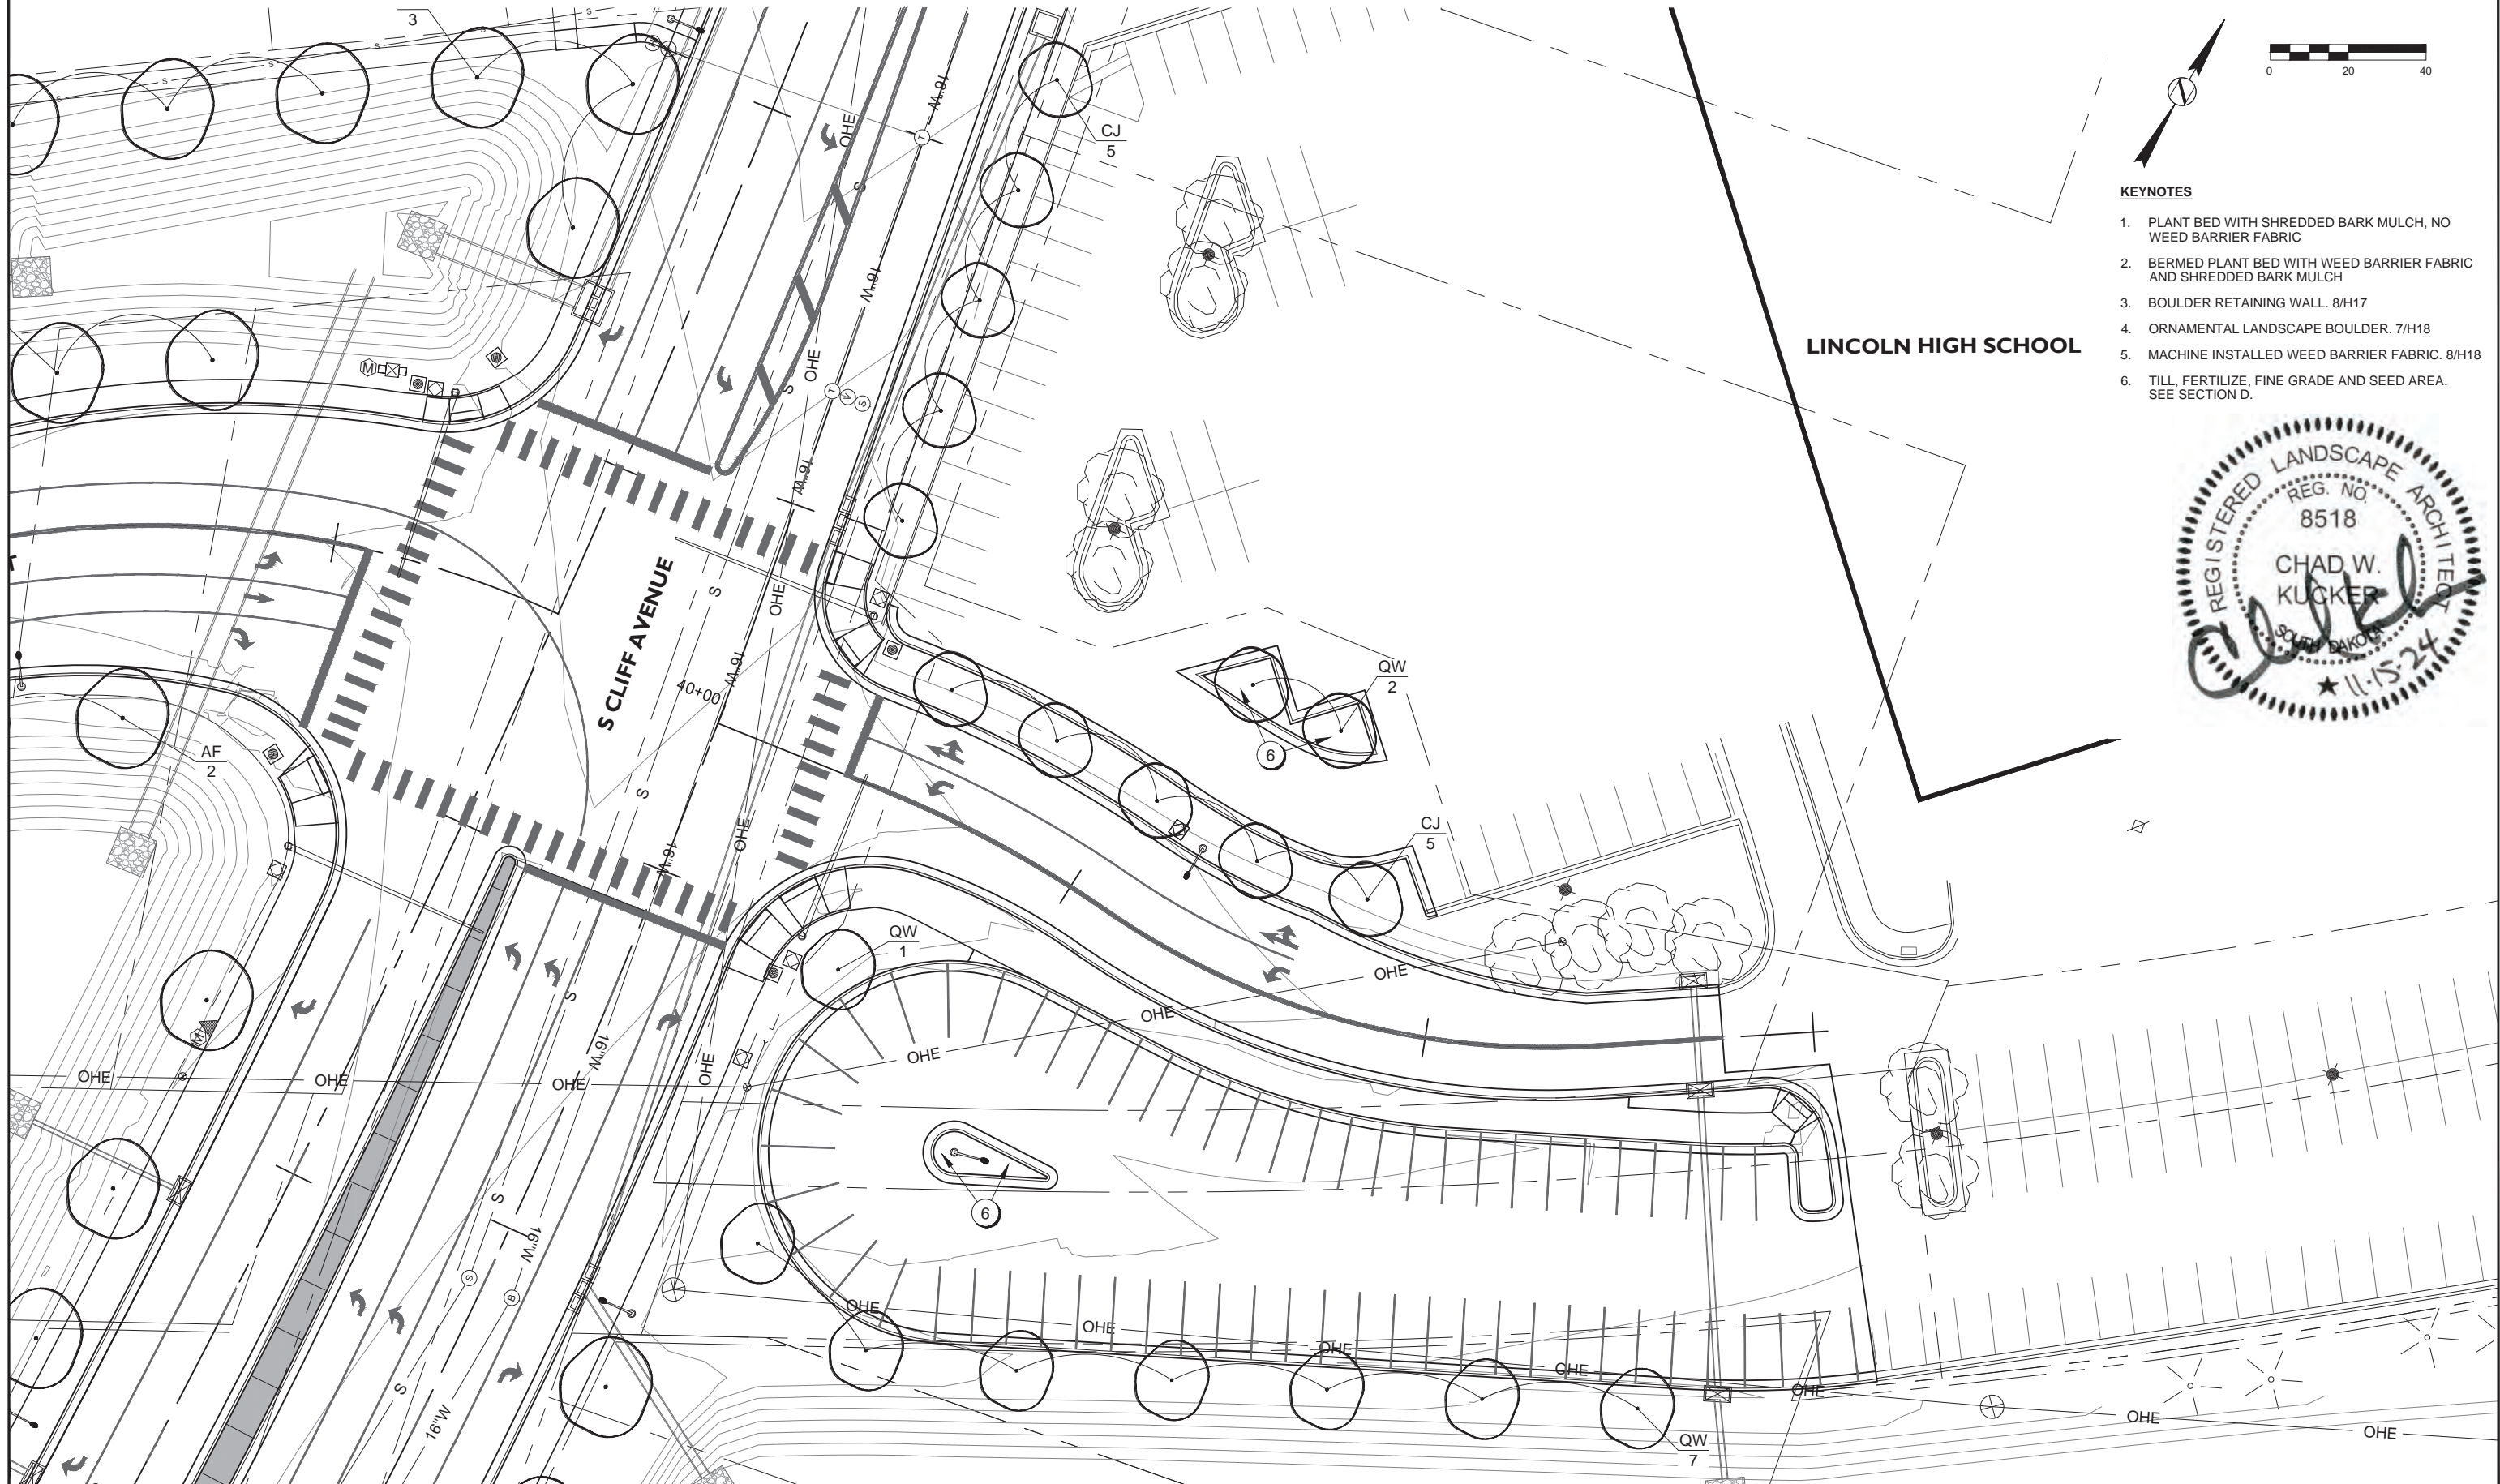 3
CJ
5
0 20 40
KEYNOTES
1. PLANT BED WITH SHREDDED BARK MULCH, NO
WEED BARRIER FABRIC
2. BERMED PLANT BED WITH WEED BARRIER FABRIC
AND SHREDDED BARK MULCH
3. BOULDER RETAINING WALL. 8/H17
4. ORNAMENTAL LANDSCAPE BOULDER. 7/H18
5. MACHINE INSTALLED WEED BARRIER FABRIC. 8/H18
6. TILL, FERTILIZE, FINE GRADE AND SEED AREA.
SEE SECTION D.
LINCOLN HIGH SCHOOL
REGISTERED LANDSCAPE ARCHITECT
REG. NO.
8518
CHAD W.
KUCKER
SOUTH DAKOTA
11-15-24
S CLIFF AVENUE
40+00
16"W
16"W
16"W
16"W
16"W
16"W
16"W
16"W
OHE
OHE
OHE
OHE
OHE
OHE
S
S
S
S
S
S
S
S
S
S
S
S
S
T
T
V
S
M
QW
2
6
CJ
5
AF
2
QW
1
OHE
OHE
OHE
OHE
OHE
OHE
6
S
B
W
OHE
OHE
OHE
OHE
OHE
OHE
OHE
QW
7